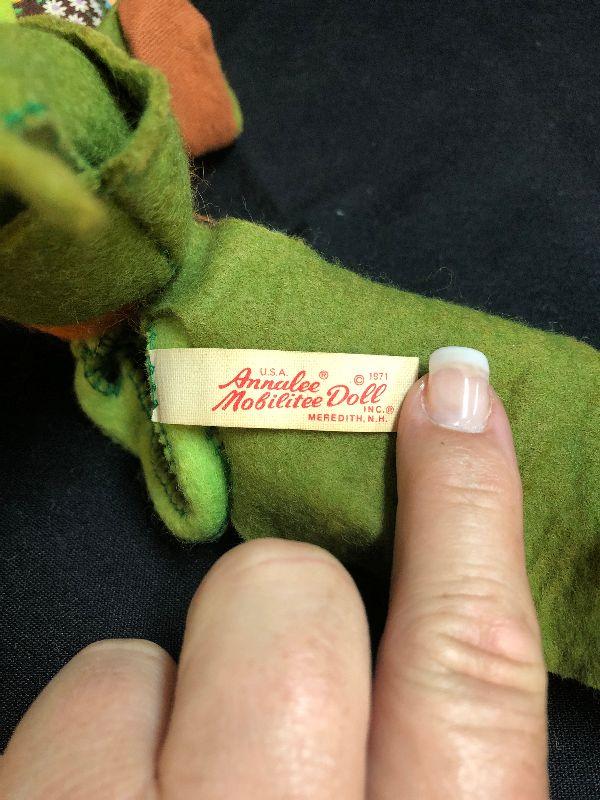 U.S.A. © 1971
Annalee®
Mobilitee Doll
INC.®
MEREDITH, N.H.